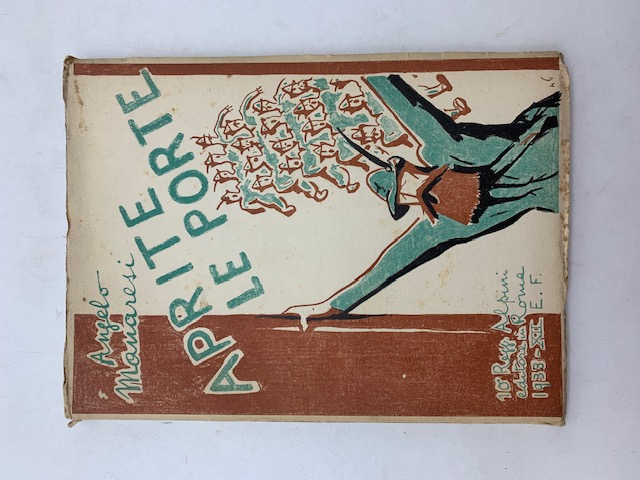 Angelo
Manaresi
APRITE
LE PORTE
10° Regg. Alpini
editore in Roma
1933-XII
E. F.